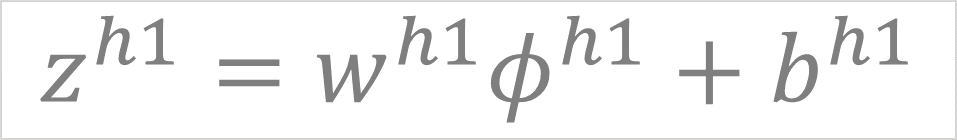 z^{h1} = w^{h1}ϕ^{h1} + b^{h1}